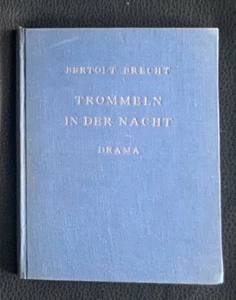 BERTOLT BRECHT
TROMMELN
IN DER NACHT
DRAMA